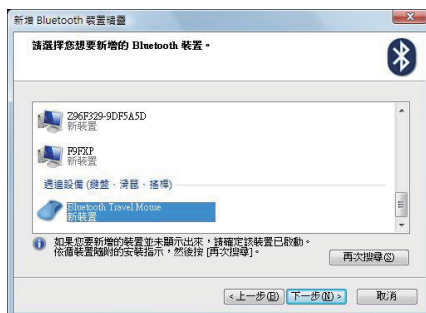 新增 Bluetooth 裝置精靈
請選擇您想要新增的 Bluetooth 裝置。
Z96F329-9DF5A5D
新裝置
F9FXP
新裝置
週邊設備 (鍵盤、滑鼠、搖桿)
Bluetooth Travel Mouse
新裝置
如果您要新增的裝置並未顯示出來，請確定該裝置已啟動。
依循裝置隨附的安裝指示，然後按 [再次搜尋]。
再次搜尋(S)
<上一步(B)
下一步(N)>
取消